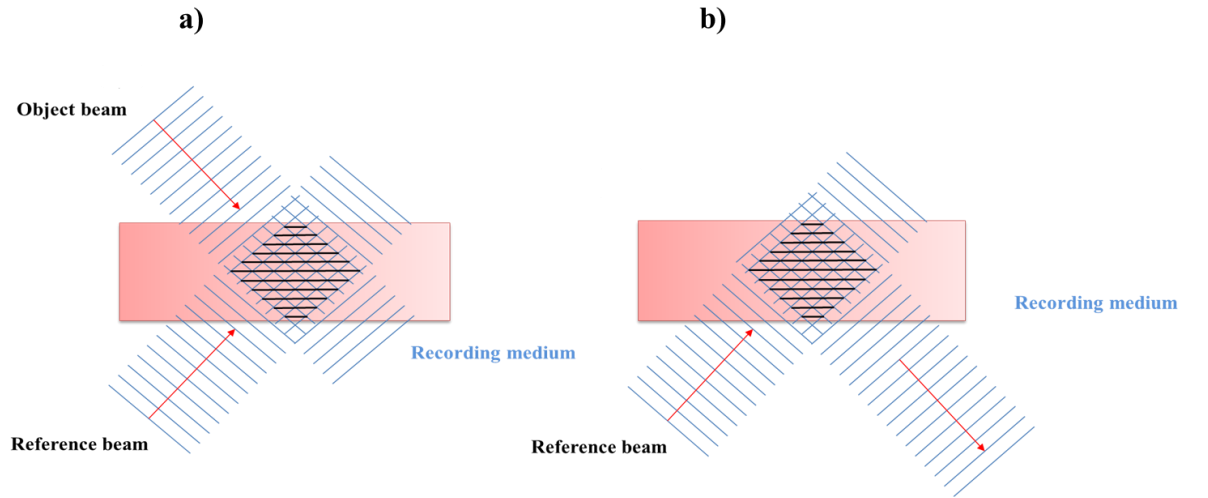 a)
b)
Object beam
Recording medium
Recording medium
Reference beam
Reference beam